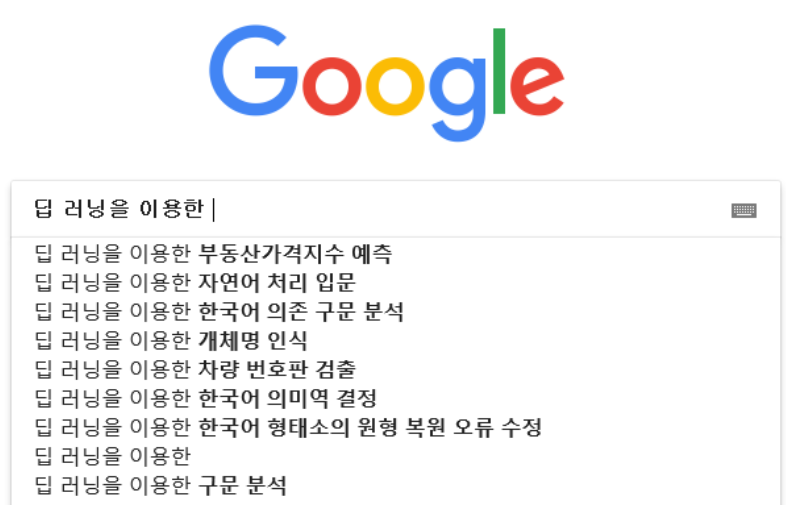 Google
딥 러닝을 이용한
딥 러닝을 이용한 부동산가격지수 예측
딥 러닝을 이용한 자연어 처리 입문
딥 러닝을 이용한 한국어 의존 구문 분석
딥 러닝을 이용한 개체명 인식
딥 러닝을 이용한 차량 번호판 검출
딥 러닝을 이용한 한국어 의미역 결정
딥 러닝을 이용한 한국어 형태소의 원형 복원 오류 수정
딥 러닝을 이용한
딥 러닝을 이용한 구문 분석